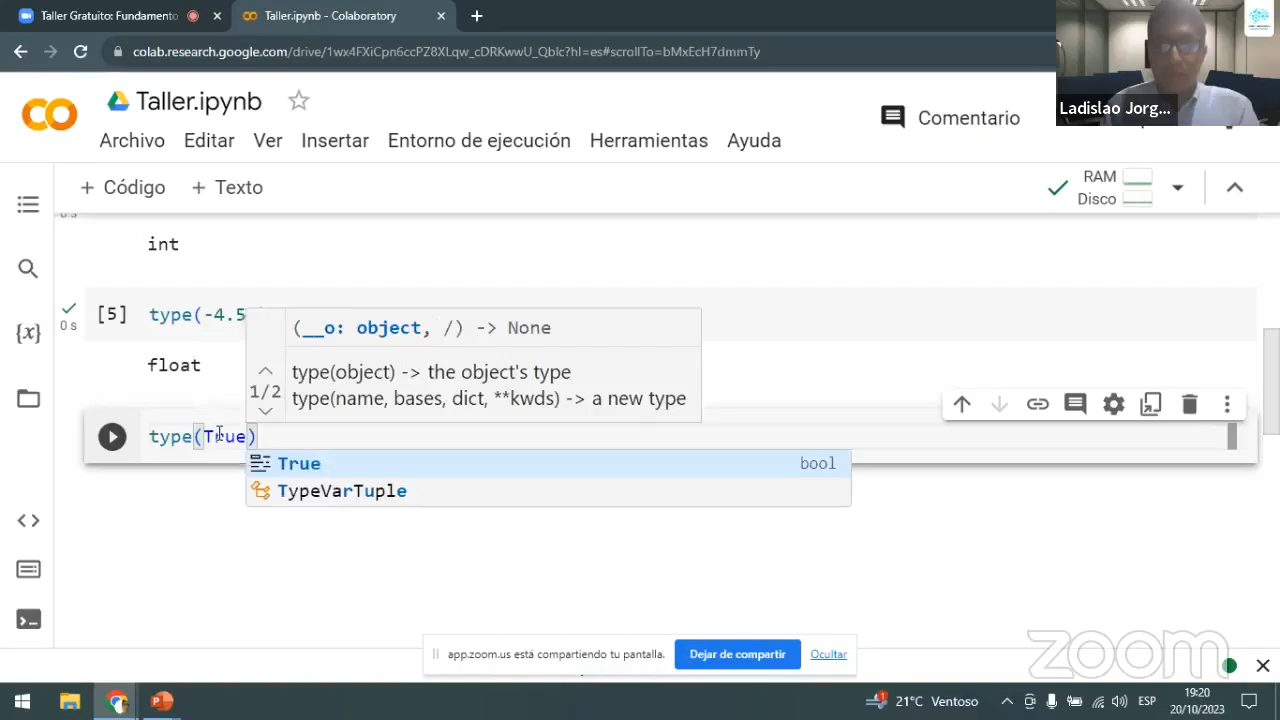 Taller Gratuito: Fundamento
Taller.ipynb - Colaboratory
colab.research.google.com/drive/1wx4FXiCpn6ccPZ8XLqw_cDRKwwU_Qblc?hl=es#scrollTo=bMxEcH7dmmTy
Ladislao Jorg...
Taller.ipynb
Comentario
Archivo Editar Ver Insertar Entorno de ejecución Herramientas Ayuda
+ Código + Texto
RAM
Disco
0 s
int
[5] type(-4.5
0 s
float
(__o: object, /) -> None
type(object) -> the object's type
1/2
type(name, bases, dict, **kwds) -> a new type
type(True)
True bool
TypeVarTuple
{x}
app.zoom.us está compartiendo tu pantalla. Dejar de compartir Ocultar
zoom
21°C Ventoso
ESP
19:20
20/10/2023